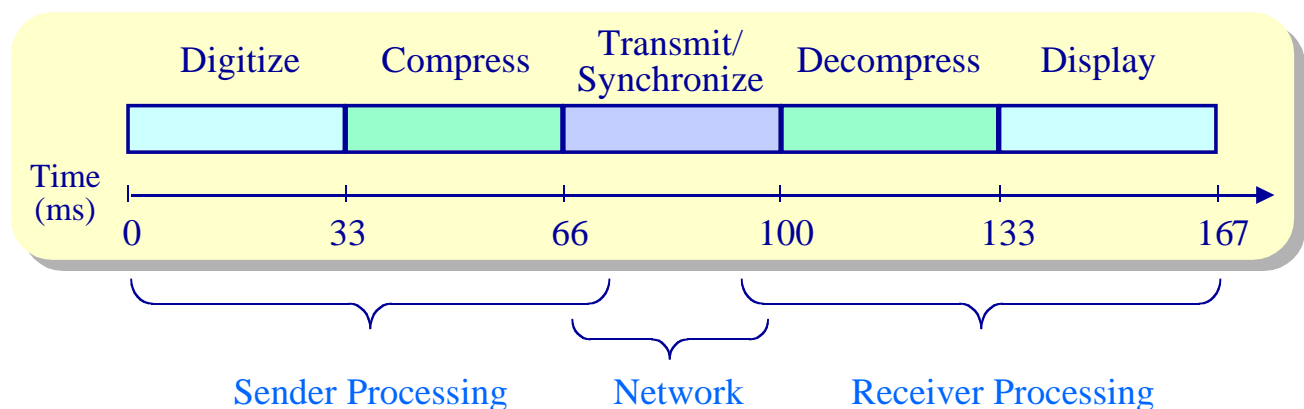 Digitize
Compress
Transmit/
Synchronize
Decompress
Display
Time
(ms)
0
33
66
100
133
167
Sender Processing
Network
Receiver Processing